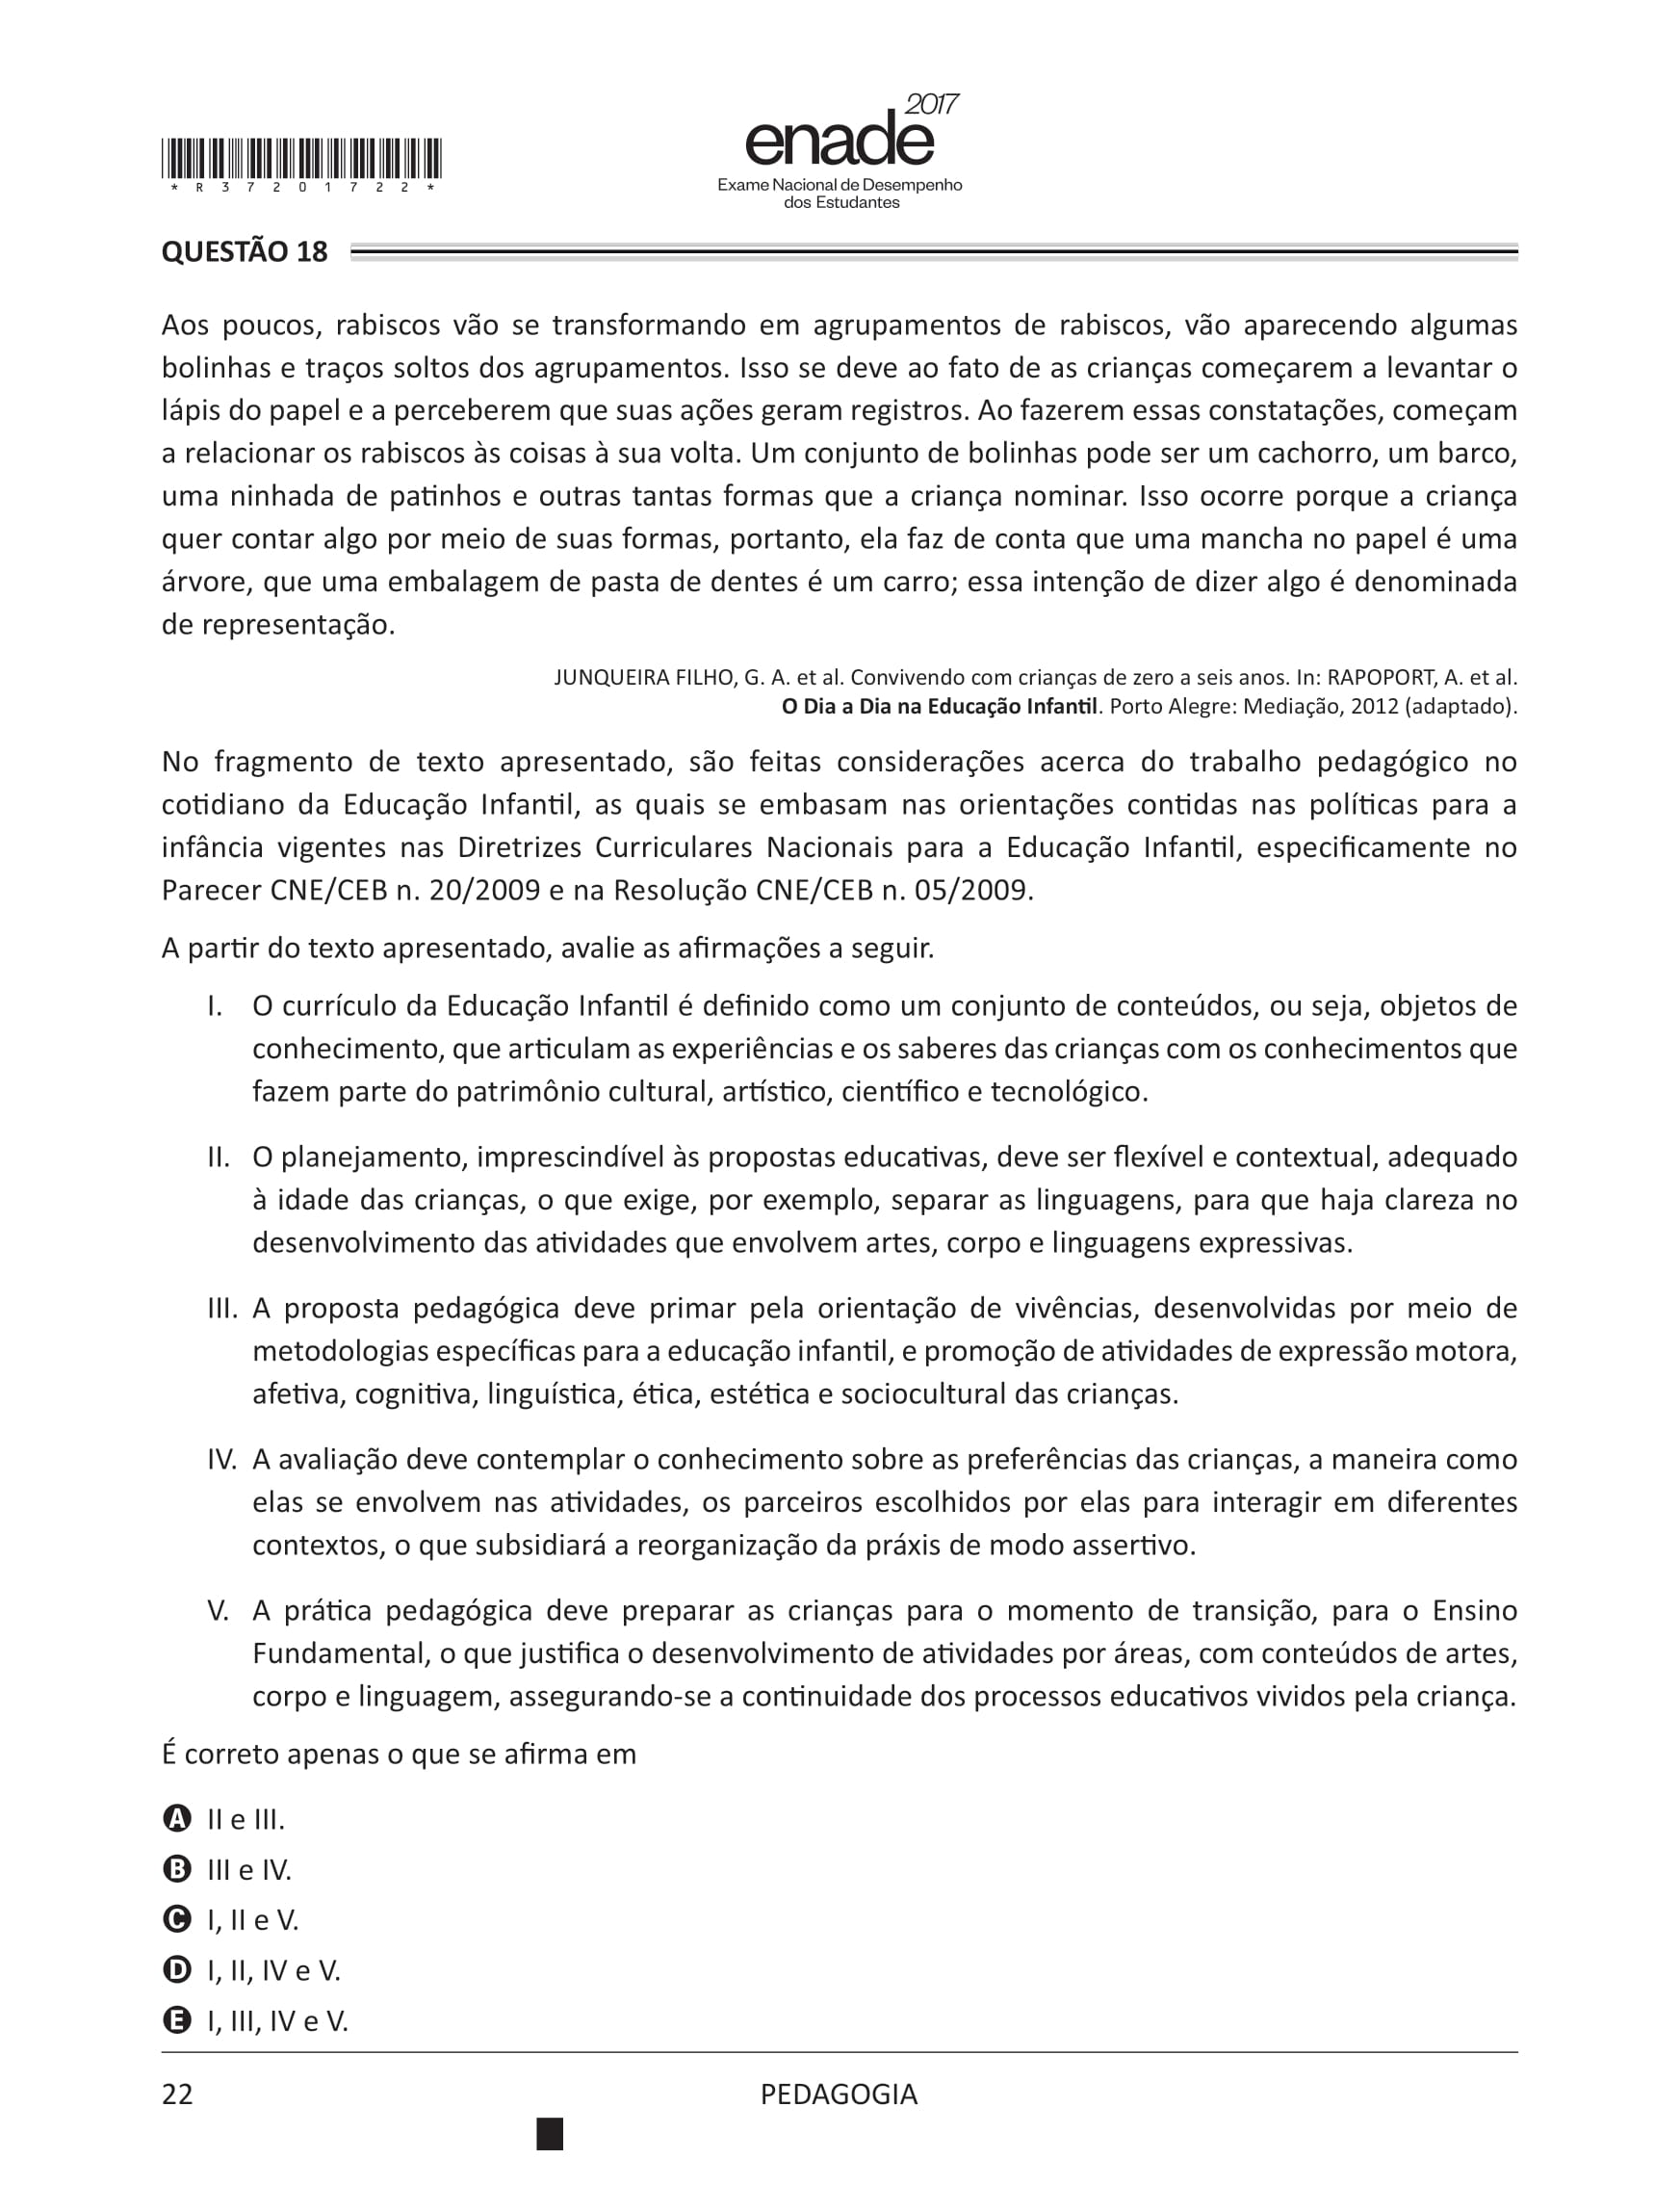 2017
enade
Exame Nacional de Desempenho
dos Estudantes
* R 3 7 2 0 1 7 2 2 *
QUESTÃO 18
Aos poucos, rabiscos vão se transformando em agrupamentos de rabiscos, vão aparecendo algumas
bolinhas e traços soltos dos agrupamentos. Isso se deve ao fato de as crianças começarem a levantar o
lápis do papel e a perceberem que suas ações geram registros. Ao fazerem essas constatações, começam
a relacionar os rabiscos às coisas à sua volta. Um conjunto de bolinhas pode ser um cachorro, um barco,
uma ninhada de patinhos e outras tantas formas que a criança nominar. Isso ocorre porque a criança
quer contar algo por meio de suas formas, portanto, ela faz de conta que uma mancha no papel é uma
árvore, que uma embalagem de pasta de dentes é um carro; essa intenção de dizer algo é denominada
de representação.
JUNQUEIRA FILHO, G. A. et al. Convivendo com crianças de zero a seis anos. In: RAPOPORT, A. et al.
O Dia a Dia na Educação Infantil. Porto Alegre: Mediação, 2012 (adaptado).
No fragmento de texto apresentado, são feitas considerações acerca do trabalho pedagógico no
cotidiano da Educação Infantil, as quais se embasam nas orientações contidas nas políticas para a
infância vigentes nas Diretrizes Curriculares Nacionais para a Educação Infantil, especificamente no
Parecer CNE/CEB n. 20/2009 e na Resolução CNE/CEB n. 05/2009.
A partir do texto apresentado, avalie as afirmações a seguir.
I. O currículo da Educação Infantil é definido como um conjunto de conteúdos, ou seja, objetos de
conhecimento, que articulam as experiências e os saberes das crianças com os conhecimentos que
fazem parte do patrimônio cultural, artístico, científico e tecnológico.
II. O planejamento, imprescindível às propostas educativas, deve ser flexível e contextual, adequado
à idade das crianças, o que exige, por exemplo, separar as linguagens, para que haja clareza no
desenvolvimento das atividades que envolvem artes, corpo e linguagens expressivas.
III. A proposta pedagógica deve primar pela orientação de vivências, desenvolvidas por meio de
metodologias específicas para a educação infantil, e promoção de atividades de expressão motora,
afetiva, cognitiva, linguística, ética, estética e sociocultural das crianças.
IV. A avaliação deve contemplar o conhecimento sobre as preferências das crianças, a maneira como
elas se envolvem nas atividades, os parceiros escolhidos por elas para interagir em diferentes
contextos, o que subsidiará a reorganização da práxis de modo assertivo.
V. A prática pedagógica deve preparar as crianças para o momento de transição, para o Ensino
Fundamental, o que justifica o desenvolvimento de atividades por áreas, com conteúdos de artes,
corpo e linguagem, assegurando-se a continuidade dos processos educativos vividos pela criança.
É correto apenas o que se afirma em
A II e III.
B III e IV.
C I, II e V.
D I, II, IV e V.
E I, III, IV e V.
22
PEDAGOGIA